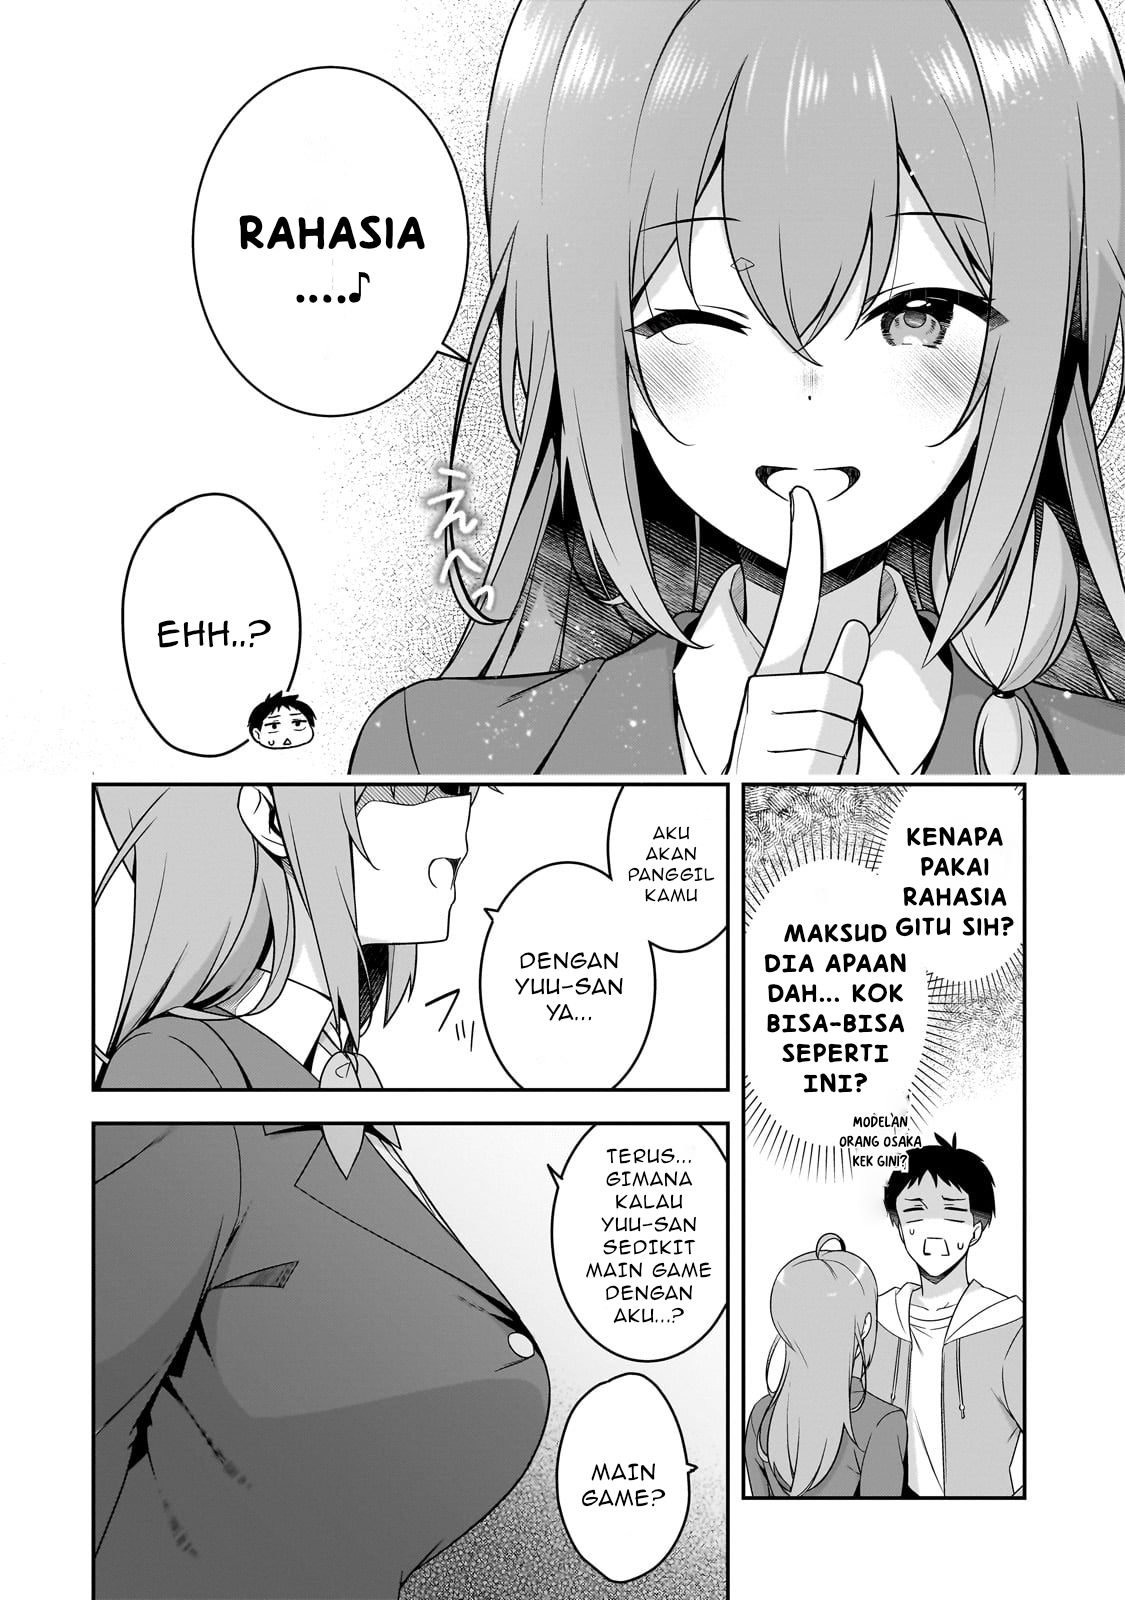 RAHASIA
....♪
えへっ
EHH..?
KENAPA
PAKAI
RAHASIA
GITU SIH?
MAKSUD
DIA APAAN
DAH... KOK
BISA-BISA
SEPERTI
INI?
MODELAN
ORANG OSAKA
KEK GINI?
AKU
AKAN
PANGGIL
KAMU
DENGAN
YUU-SAN
YA...
TERUS...
GIMANA
KALAU
YUU-SAN
SEDIKIT
MAIN GAME
DENGAN
AKU...?
MAIN
GAME?